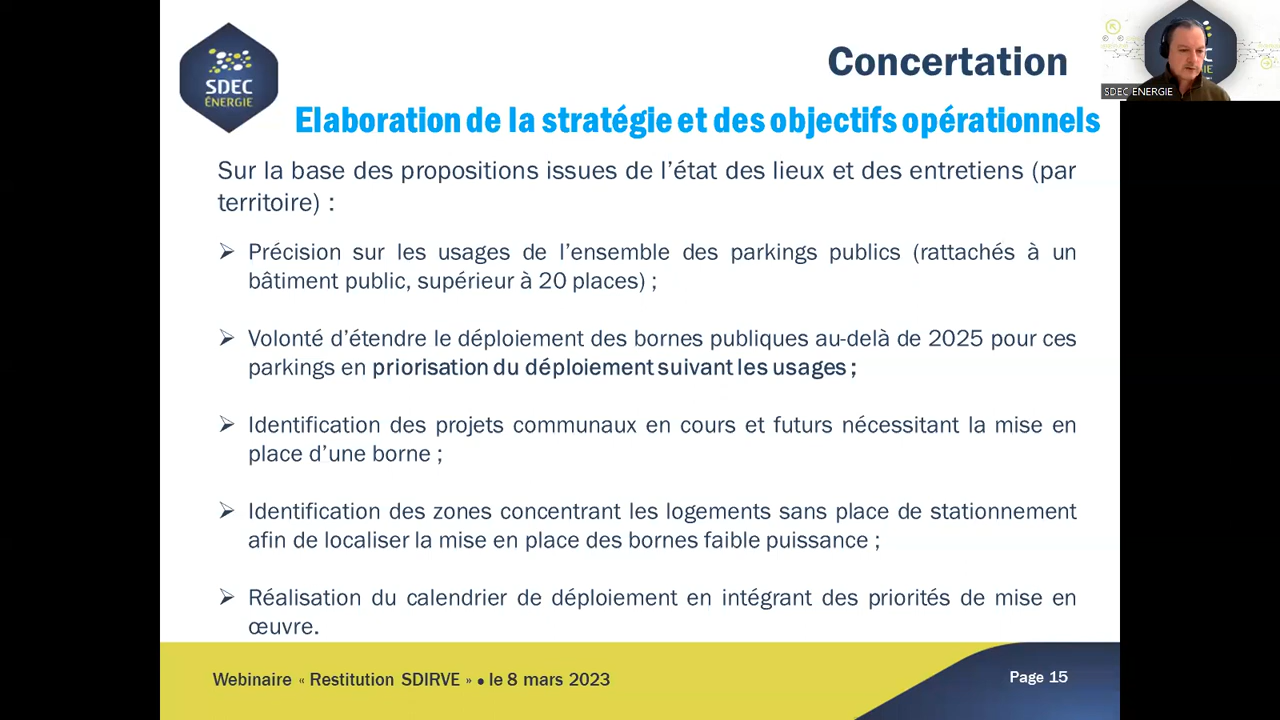 SDEC
ÉNERGIE
Concertation
SDEC ENERGIE
Elaboration de la stratégie et des objectifs opérationnels
Sur la base des propositions issues de l’état des lieux et des entretiens (par
territoire) :
➢ Précision sur les usages de l’ensemble des parkings publics (rattachés à un
bâtiment public, supérieur à 20 places) ;
➢ Volonté d’étendre le déploiement des bornes publiques au-delà de 2025 pour ces
parkings en priorisation du déploiement suivant les usages ;
➢ Identification des projets communaux en cours et futurs nécessitant la mise en
place d’une borne ;
➢ Identification des zones concentrant les logements sans place de stationnement
afin de localiser la mise en place des bornes faible puissance ;
➢ Réalisation du calendrier de déploiement en intégrant des priorités de mise en
œuvre.
Webinaire « Restitution SDIRVE » • le 8 mars 2023
Page 15